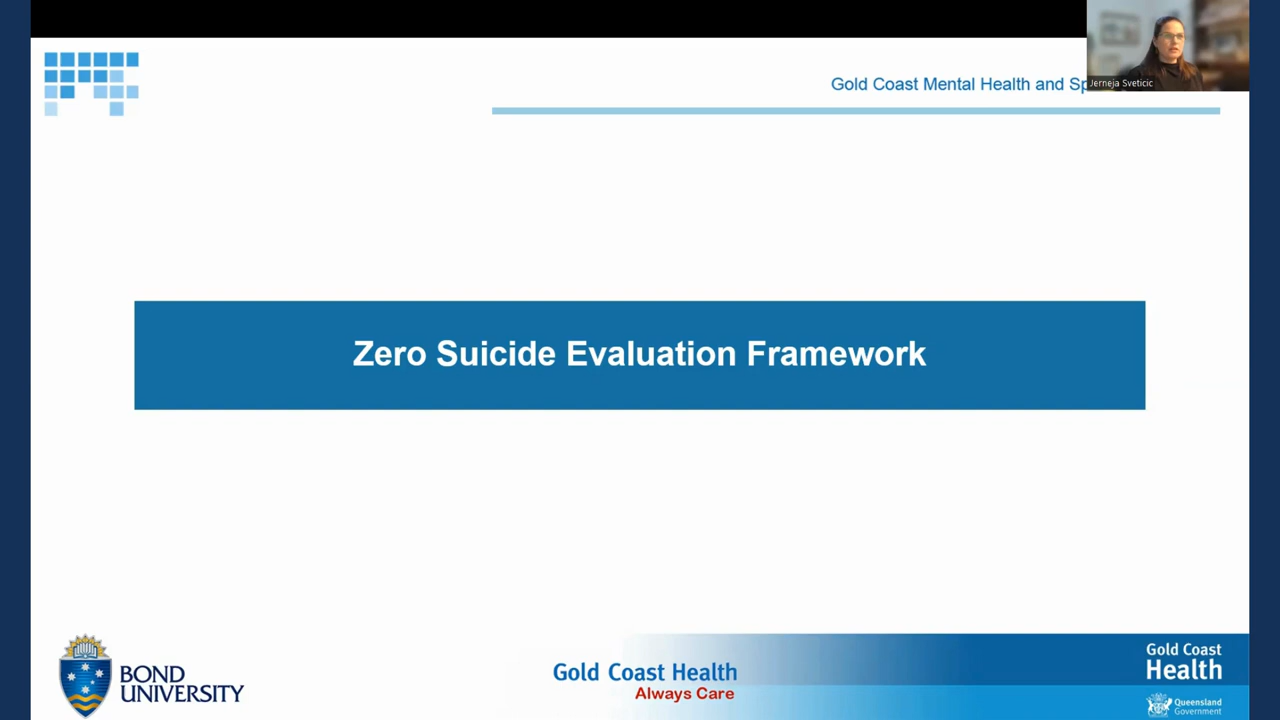 Gold Coast Mental Health and
Jerneja Sveticic
Zero Suicide Evaluation Framework
BOND
UNIVERSITY
Gold Coast Health
Always Care
Gold Coast
Health
Queensland
Government